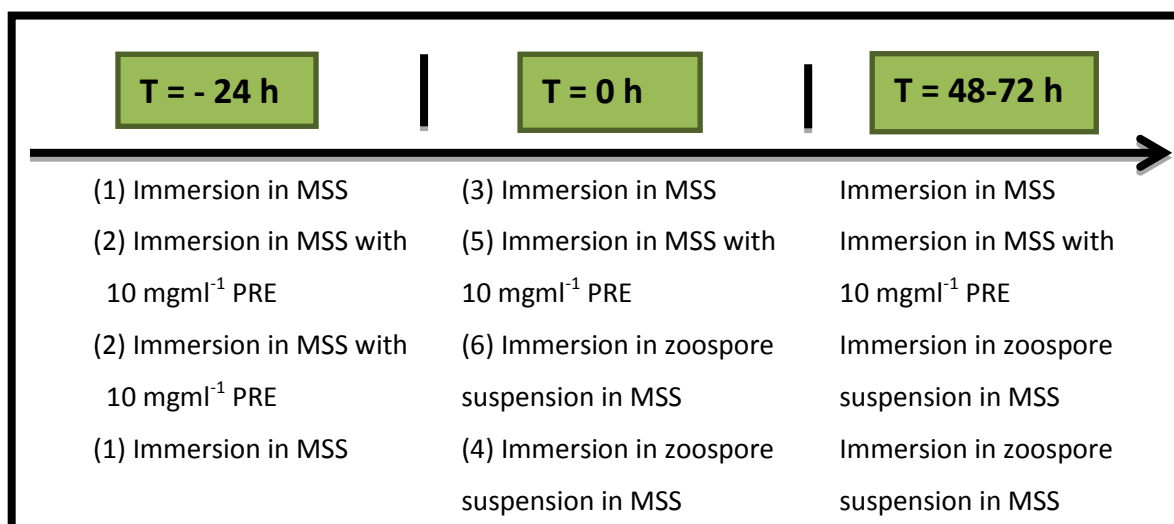 T = - 24 h
T = 0 h
T = 48-72 h
(1) Immersion in MSS
(3) Immersion in MSS
Immersion in MSS
(2) Immersion in MSS with
(5) Immersion in MSS with
Immersion in MSS with
10 mgml⁻¹ PRE
10 mgml⁻¹ PRE
10 mgml⁻¹ PRE
(2) Immersion in MSS with
(6) Immersion in zoospore
Immersion in zoospore
10 mgml⁻¹ PRE
suspension in MSS
suspension in MSS
(1) Immersion in MSS
(4) Immersion in zoospore
Immersion in zoospore
suspension in MSS
suspension in MSS